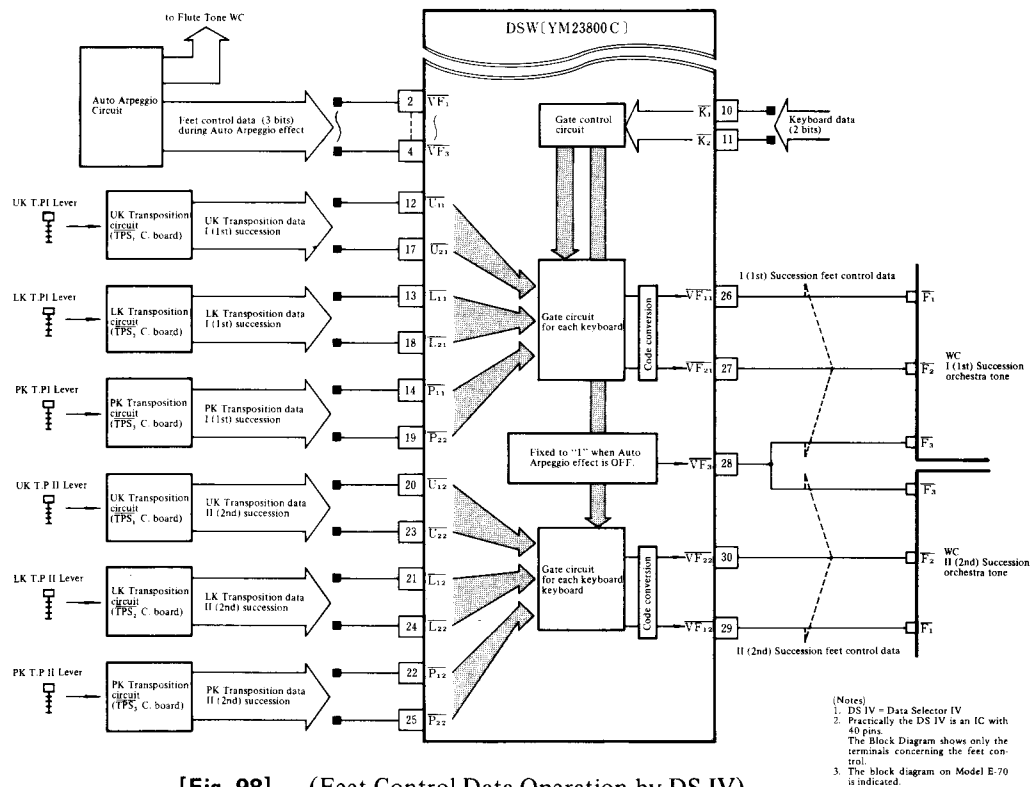 to Flute Tone WC
DSW〔YM23800C〕
Auto Arpeggio
Circuit
Feet control data (3 bits)
during Auto Arpeggio effect
2 VF₁
4 VF₃
Gate control
circuit
K₁ 10
K₂ 11
Keyboard data
(2 bits)
UK T.PI Lever
UK Transposition
circuit
(TPS, C. board)
UK Transposition data
I (1st) succession
12 U₁₁
17 U₂₁
LK T.PI Lever
LK Transposition
circuit
(TPS, C. board)
LK Transposition data
I (1st) succession
13 L₁₁
18 L₂₁
PK T.PI Lever
PK Transposition
circuit
(TPS, C. board)
PK Transposition data
I (1st) succession
14 P₁₁
19 P₂₂
Gate circuit
for each keyboard
Code conversion
VF₁₁ 26
VF₂₁ 27
I (1st) Succession feet control data
F₁
F₂
F₃
WC
I (1st) Succession
orchestra tone
Fixed to "1" when Auto
Arpeggio effect is OFF.
VF₃ 28
UK T.P II Lever
UK Transposition
circuit
(TPS, C. board)
UK Transposition data
II (2nd) succession
20 U₁₂
23 U₂₂
LK T.P II Lever
LK Transposition
circuit
(TPS, C. board)
LK Transposition data
II (2nd) succession
21 L₁₂
24 L₂₂
PK T.P II Lever
PK Transposition
circuit
(TPS, C. board)
PK Transposition data
II (2nd) succession
22 P₁₂
25 P₂₂
Gate circuit
for each keyboard
keyboard
Code conversion
VF₂₂ 30
VF₁₂ 29
F₃
F₂
F₁
WC
II (2nd) Succession
orchestra tone
II (2nd) Succession feet control data
(Notes)
1. DS IV = Data Selector IV
2. Practically the DS IV is an IC with
40 pins.
The Block Diagram shows only the
terminals concerning the feet con-
trol.
3. The block diagram on Model E-70
is indicated.
[Fig. 98] (Feet Control Data Operation by DS IV)